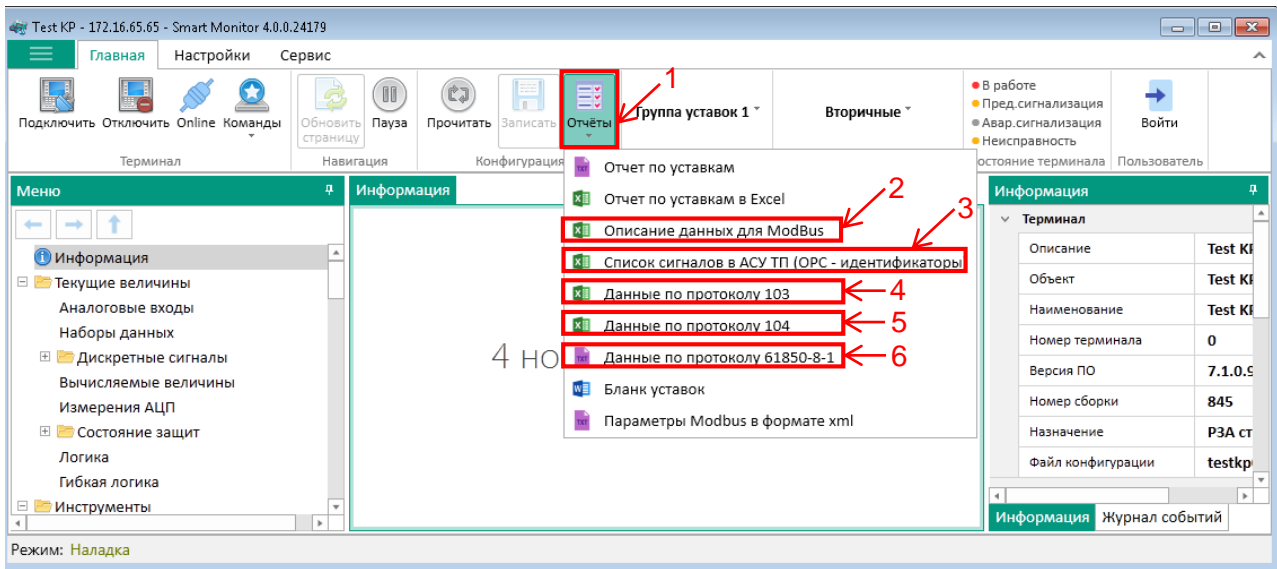 Test KP - 172.16.65.65 - Smart Monitor 4.0.0.24179
Главная Настройки Сервис
1
Подключить Отключить Online Команды
Обновить страницу
Пауза
Прочитать Записать Отчёты
Группа уставок 1
Вторичные
В работе
Пред.сигнализация
Авар.сигнализация
Неисправность
Войти
Терминал
Навигация
Конфигурация
остояние терминала
Пользователь
Меню
Информация
Текущие величины
Аналоговые входы
Наборы данных
Дискретные сигналы
Вычисляемые величины
Измерения АЦП
Состояние защит
Логика
Гибкая логика
Инструменты
Информация
4 но
Отчет по уставкам
Отчет по уставкам в Excel
2
Описание данных для ModBus
3
Список сигналов в АСУ ТП (OPC - идентификаторы
Данные по протоколу 103
4
Данные по протоколу 104
5
Данные по протоколу 61850-8-1
6
Бланк уставок
Параметры Modbus в формате xml
Информация
Терминал
Описание Test KP
Объект Test KP
Наименование Test KP
Номер терминала 0
Версия ПО 7.1.0.9
Номер сборки 845
Назначение РЗА ст
Файл конфигурации testkp
Информация Журнал событий
Режим: Наладка